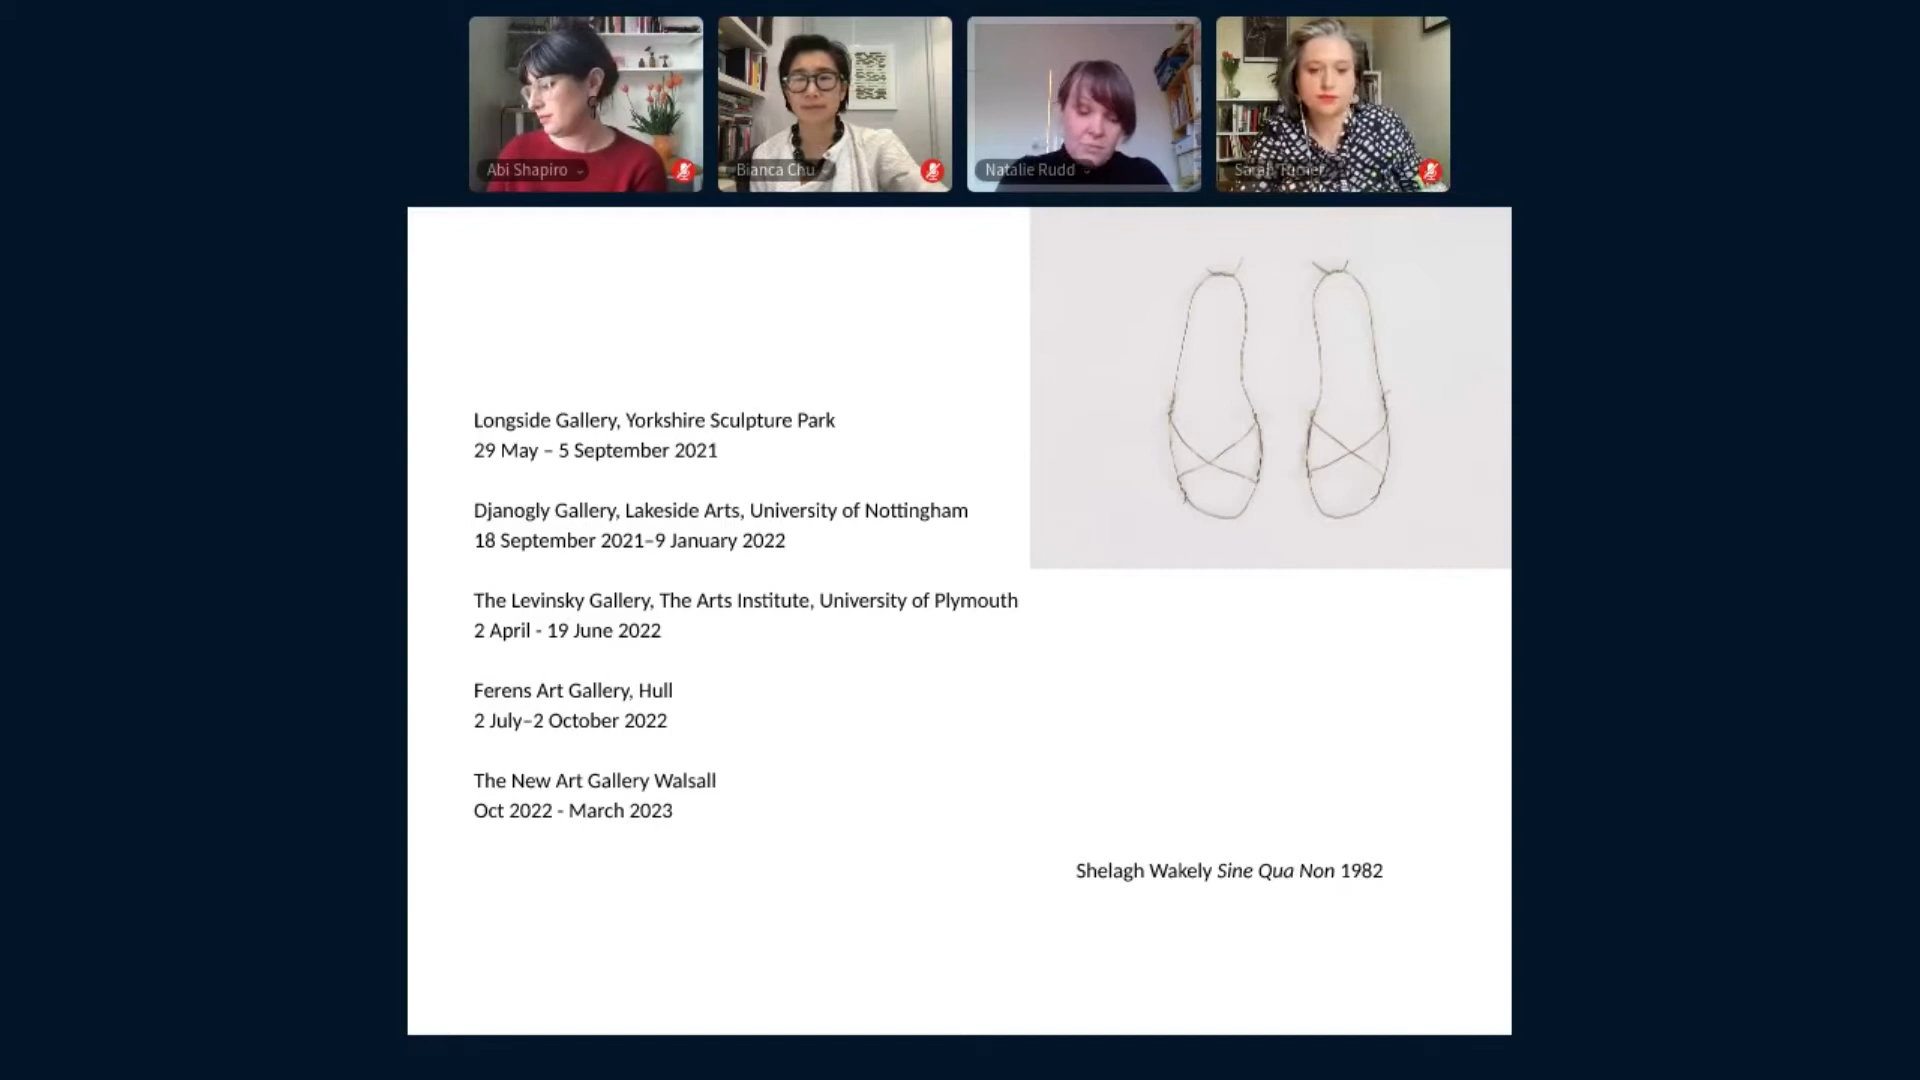 Abi Shapiro
Bianca Chu
Natalie Rudd
Longside Gallery, Yorkshire Sculpture Park
29 May – 5 September 2021
Djanogly Gallery, Lakeside Arts, University of Nottingham
18 September 2021–9 January 2022
The Levinsky Gallery, The Arts Institute, University of Plymouth
2 April - 19 June 2022
Ferens Art Gallery, Hull
2 July–2 October 2022
The New Art Gallery Walsall
Oct 2022 - March 2023
Shelagh Wakely Sine Qua Non 1982